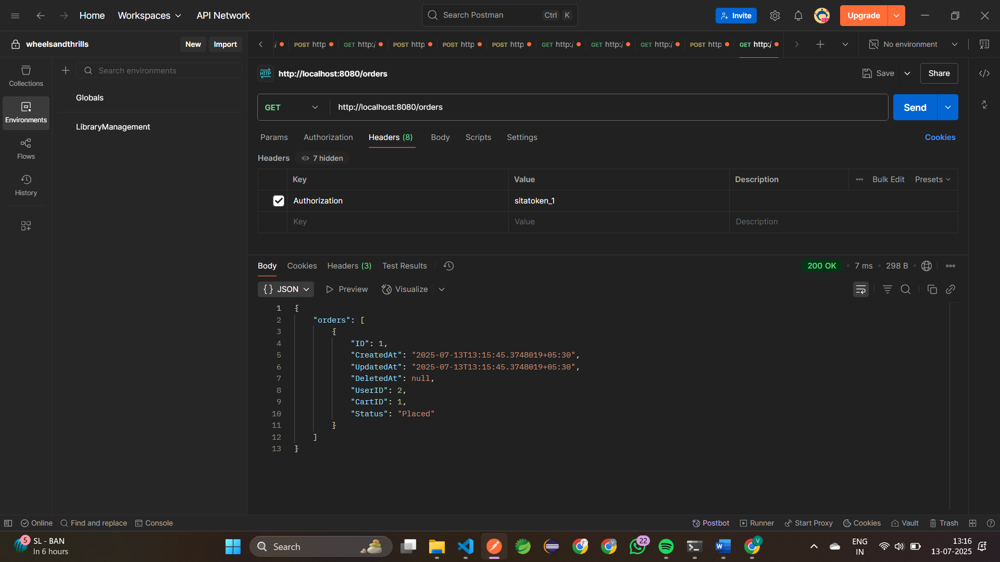 Home Workspaces API Network Search Postman Ctrl K Invite Upgrade
wheelsandthrills New Import / POST http GET http:/ POST http POST http POST http GET http:/ GET http:/ GET http:/ POST http GET http:/ No environment
Search environments
Collections
Environments
Flows
History
Globals
LibraryManagement
HTTP http://localhost:8080/orders Save Share
GET http://localhost:8080/orders Send
Params Authorization Headers (8) Body Scripts Settings Cookies
Headers 7 hidden
Key Value Description Bulk Edit Presets
Authorization sitatoken_1
Key Value Description
Body Cookies Headers (3) Test Results 200 OK 7 ms 298 B
{} JSON Preview Visualize
1 {
2 "orders": [
3 {
4 "ID": 1,
5 "CreatedAt": "2025-07-13T13:15:45.3748019+05:30",
6 "UpdatedAt": "2025-07-13T13:15:45.3748019+05:30",
7 "DeletedAt": null,
8 "UserID": 2,
9 "CartID": 1,
10 "Status": "Placed"
11 }
12 ]
13 }
Online Find and replace Console Postbot Runner Start Proxy Cookies Vault Trash
5 SL - BAN
In 6 hours
Search
22
V
V
W
ENG
IN
13:16
13-07-2025